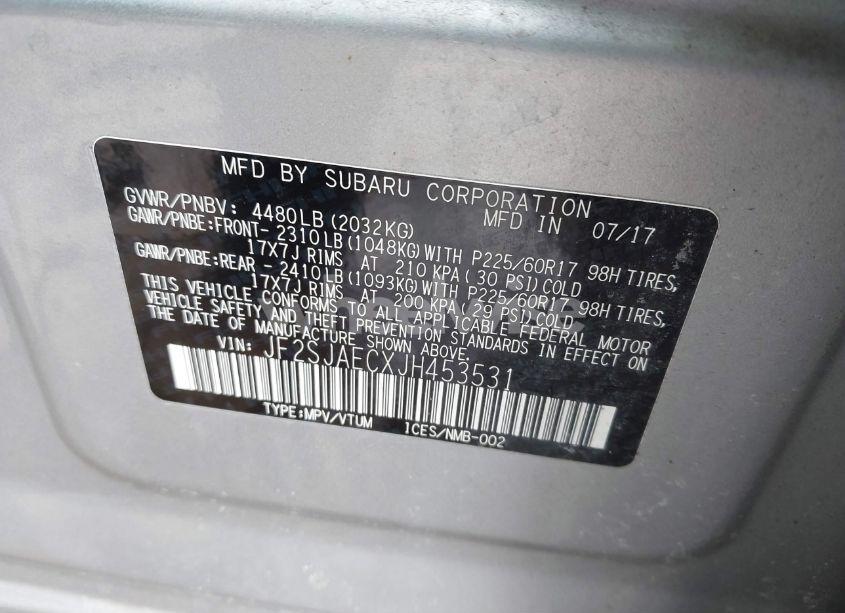 MFD BY SUBARU CORPORATION
GVWR/PNBV: 4480LB (2032KG) MFD IN 07/17
GAWR/PNBE:FRONT- 2310LB(1048KG)WITH P225/60R17 98H TIRES,
17X7J RIMS AT 210 KPA( 30 PSI)COLD
GAWR/PNBE:REAR - 2410LB(1093KG)WITH P225/60R17 98H TIRES,
17X7J RIMS AT 200 KPA(29 PSI)COLD
THIS VEHICLE CONFORMS TO ALL APPLICABLE FEDERAL MOTOR
VEHICLE SAFETY AND THEFT PREVENTION STANDARDS IN EFFECT ON
THE DATE OF MANUFACTURE SHOWN ABOVE.
VIN: JF2SJAECXJH453531
TYPE:MPV/VTUM ICES/NMB-002